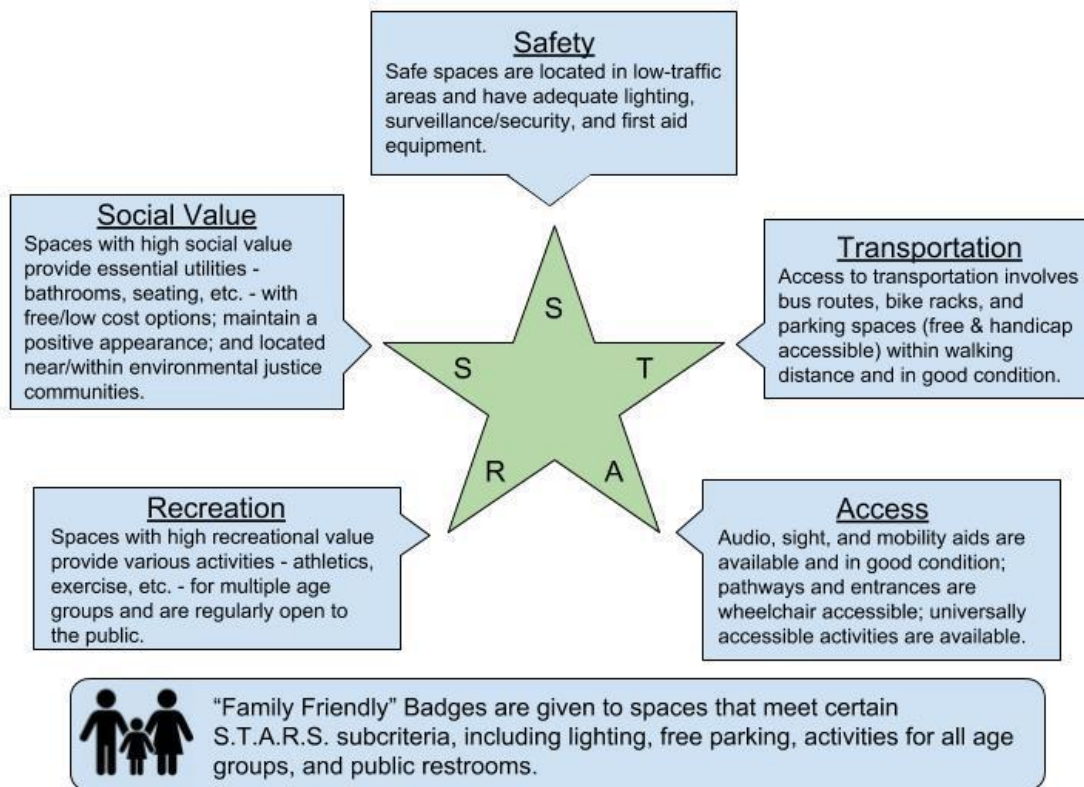 Safety
Safe spaces are located in low-traffic
areas and have adequate lighting,
surveillance/security, and first aid
equipment.
Social Value
Spaces with high social value
provide essential utilities -
bathrooms, seating, etc. - with
free/low cost options; maintain a
positive appearance; and located
near/within environmental justice
communities.
Transportation
Access to transportation involves
bus routes, bike racks, and
parking spaces (free & handicap
accessible) within walking
distance and in good condition.
S
S
T
R
A
Recreation
Spaces with high recreational value
provide various activities - athletics,
exercise, etc. - for multiple age
groups and are regularly open to
the public.
Access
Audio, sight, and mobility aids are
available and in good condition;
pathways and entrances are
wheelchair accessible; universally
accessible activities are available.
“Family Friendly” Badges are given to spaces that meet certain
S.T.A.R.S. subcriteria, including lighting, free parking, activities for all age
groups, and public restrooms.